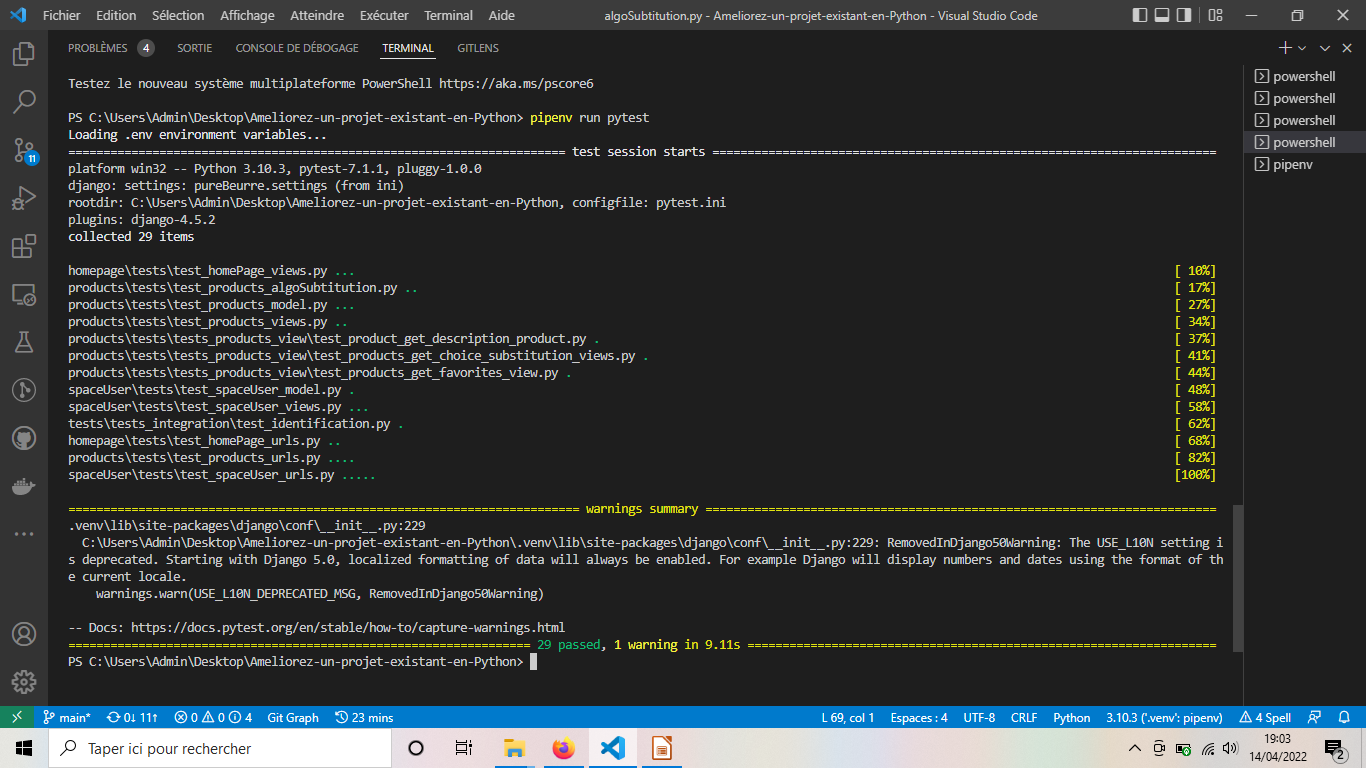 Fichier Edition Sélection Affichage Atteindre Exécuter Terminal Aide algoSubtitution.py - Ameliorez-un-projet-existant-en-Python - Visual Studio Code
PROBLÈMES 4 SORTIE CONSOLE DE DÉBOGAGE TERMINAL GITLENS
Testez le nouveau système multiplateforme PowerShell https://aka.ms/pscore6
PS C:\Users\Admin\Desktop\Ameliorez-un-projet-existant-en-Python> pipenv run pytest
Loading .env environment variables...
======================================================================= test session starts ========================================================================
platform win32 -- Python 3.10.3, pytest-7.1.1, pluggy-1.0.0
django: settings: pureBeurre.settings (from ini)
rootdir: C:\Users\Admin\Desktop\Ameliorez-un-projet-existant-en-Python, configfile: pytest.ini
plugins: django-4.5.2
collected 29 items
homepage\tests\test_homePage_views.py ... [ 10%]
products\tests\test_products_algoSubtitution.py .. [ 17%]
products\tests\test_products_model.py ... [ 27%]
products\tests\test_products_views.py .. [ 34%]
products\tests\tests_products_view\test_product_get_description_product.py . [ 37%]
products\tests\tests_products_view\test_products_get_choice_substitution_views.py . [ 41%]
products\tests\tests_products_view\test_products_get_favorites_view.py . [ 44%]
spaceUser\tests\test_spaceUser_model.py . [ 48%]
spaceUser\tests\test_spaceUser_views.py ... [ 58%]
tests\tests_integration\test_identification.py . [ 62%]
homepage\tests\test_homePage_urls.py .. [ 68%]
products\tests\test_products_urls.py .... [ 82%]
spaceUser\tests\test_spaceUser_urls.py ..... [100%]
========================================================================= warnings summary =========================================================================
.venv\lib\site-packages\django\conf\__init__.py:229
C:\Users\Admin\Desktop\Ameliorez-un-projet-existant-en-Python\.venv\lib\site-packages\django\conf\__init__.py:229: RemovedInDjango50Warning: The USE_L10N setting i
s deprecated. Starting with Django 5.0, localized formatting of data will always be enabled. For example Django will display numbers and dates using the format of th
e current locale.
warnings.warn(USE_L10N_DEPRECATED_MSG, RemovedInDjango50Warning)
-- Docs: https://docs.pytest.org/en/stable/how-to/capture-warnings.html
================================================================== 29 passed, 1 warning in 9.11s ===================================================================
PS C:\Users\Admin\Desktop\Ameliorez-un-projet-existant-en-Python>
powershell
powershell
powershell
powershell
pipenv
11
main* 0↓ 11↑ 0 0 4 Git Graph 23 mins L 69, col 1 Espaces : 4 UTF-8 CRLF Python 3.10.3 ('.venv': pipenv) 4 Spell
Taper ici pour rechercher
19:03
14/04/2022
2